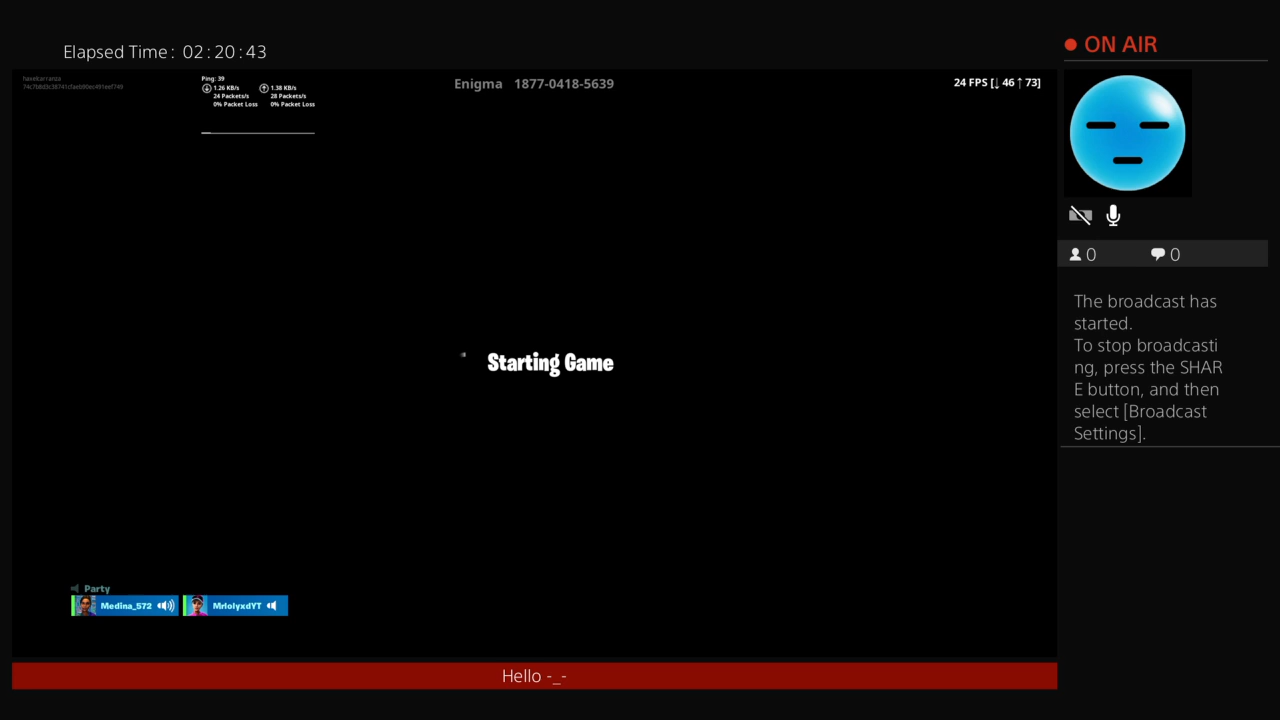 Elapsed Time: 02:20:43
ON AIR
haxelcarranza
Ping: 39
1.26 KB/s 1.38 KB/s
24 Packets/s 28 Packets/s
0% Packet Loss 0% Packet Loss
Enigma 1877-0418-5639
24 FPS [↓ 46 ↑ 73]
0 0
The broadcast has
started.
To stop broadcasti
ng, press the SHAR
E button, and then
select [Broadcast
Settings].
Starting Game
Party
Medina_572 MrlolyxdYT
Hello -_-